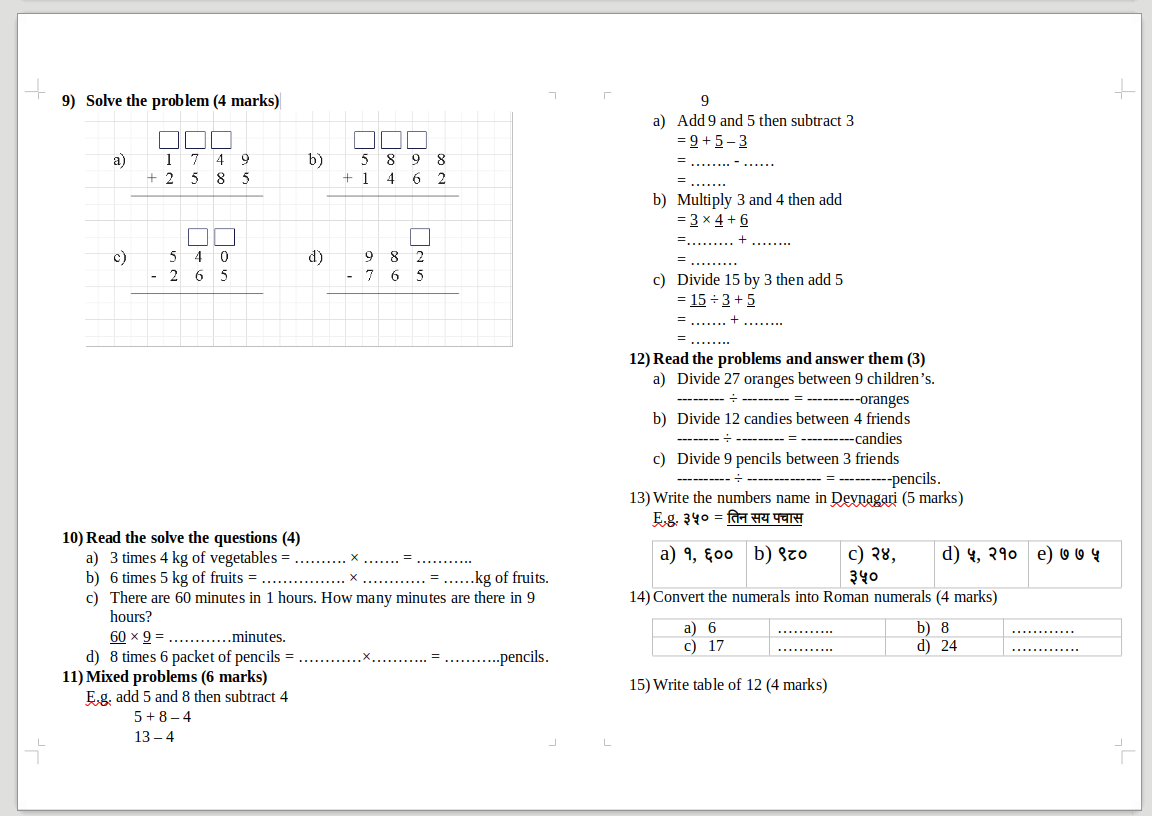 9) Solve the problem (4 marks)
a) 1 7 4 9
+ 2 5 8 5
b) 5 8 9 8
+ 1 4 6 2
c) 5 4 0
- 2 6 5
d) 9 8 2
- 7 6 5
10) Read the solve the questions (4)
a) 3 times 4 kg of vegetables = ………. × ……. = ………..
b) 6 times 5 kg of fruits = ……………. × ………… = ……kg of fruits.
c) There are 60 minutes in 1 hours. How many minutes are there in 9
hours?
60 × 9 = …………minutes.
d) 8 times 6 packet of pencils = …………×……….. = ………..pencils.
11) Mixed problems (6 marks)
E.g. add 5 and 8 then subtract 4
5 + 8 – 4
13 – 4
9
a) Add 9 and 5 then subtract 3
= 9 + 5 – 3
= …….. - ……
= …….
b) Multiply 3 and 4 then add
= 3 × 4 + 6
=……… + ……..
= ………
c) Divide 15 by 3 then add 5
= 15 ÷ 3 + 5
= ……. + ……..
= ……..
12) Read the problems and answer them (3)
a) Divide 27 oranges between 9 children’s.
--------- ÷ --------- = ----------oranges
b) Divide 12 candies between 4 friends
-------- ÷ --------- = ----------candies
c) Divide 9 pencils between 3 friends
---------- ÷ -------------- = ----------pencils.
13) Write the numbers name in Devnagari (5 marks)
E.g. ३५० = तिन सय पचास
a) १, ६०० b) ९८० c) २४, d) ५, २१० e) ७ ७ ५
३५०
14) Convert the numerals into Roman numerals (4 marks)
a) 6 ……….. b) 8 …………
c) 17 ……….. d) 24 ………….
15) Write table of 12 (4 marks)